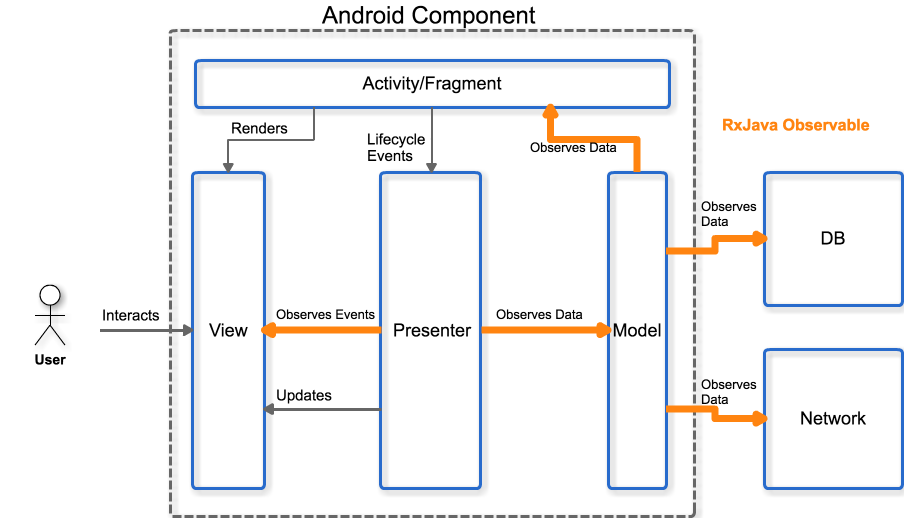 Android Component
Activity/Fragment
Renders
Lifecycle
Events
Observes Data
RxJava Observable
Observes
Data
DB
Interacts
User
View
Observes Events
Presenter
Observes Data
Model
Updates
Observes
Data
Network